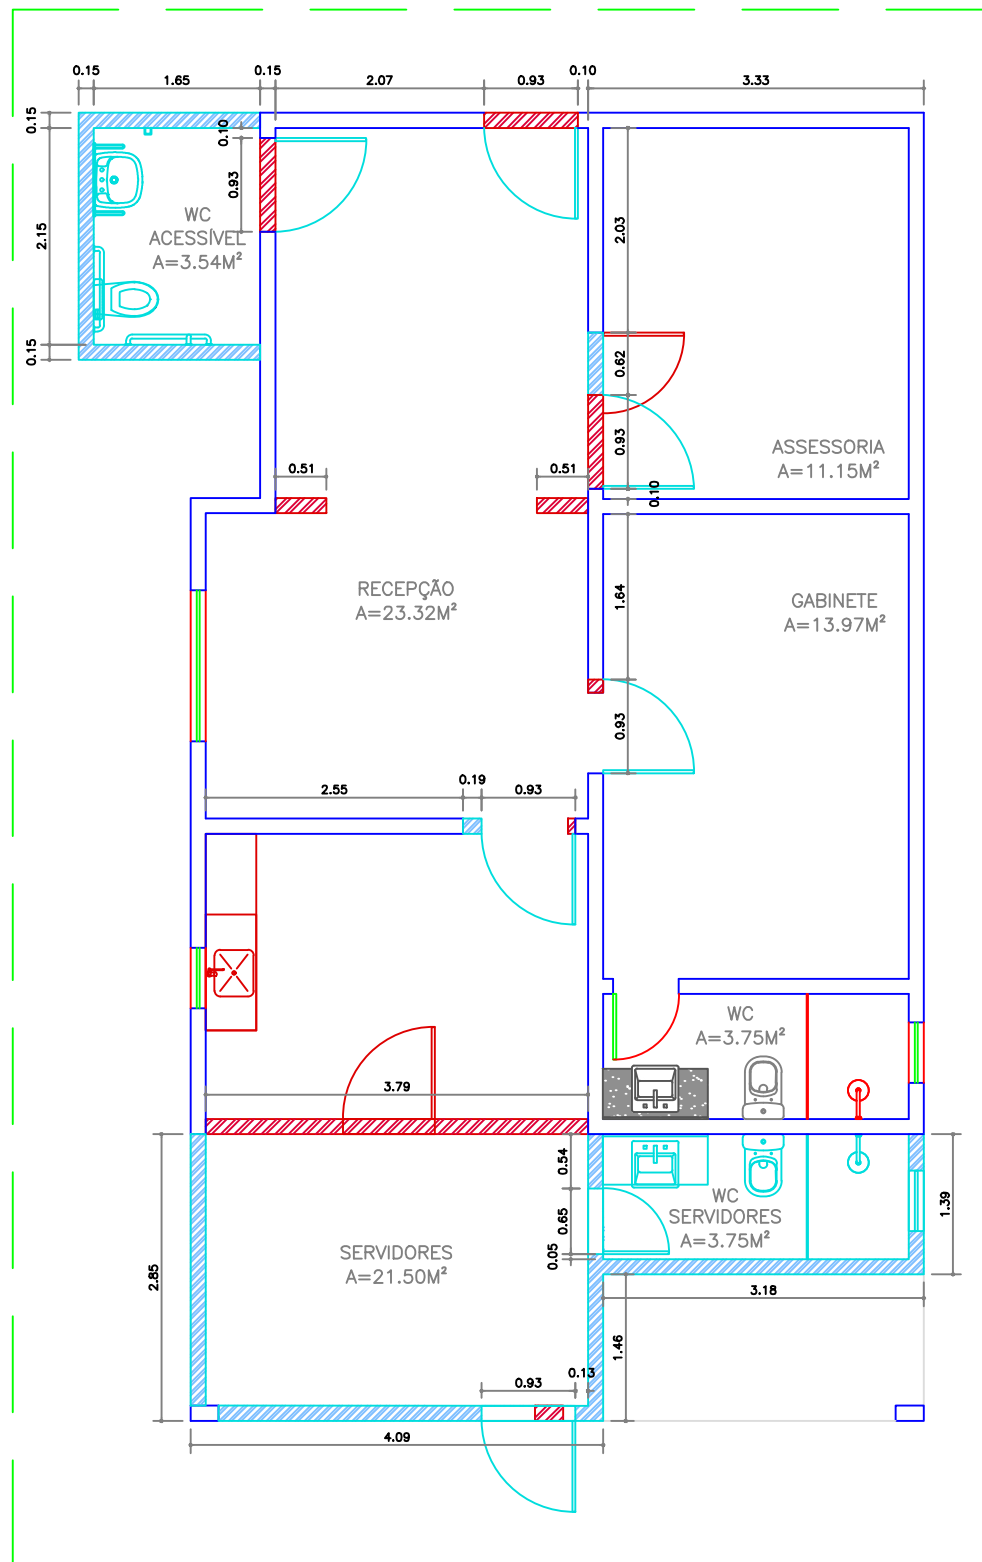 0.15
1.65
0.15
2.07
0.93
0.10
3.33
0.15
0.10
0.93
2.15
WC
ACESSÍVEL
A=3.54M²
2.03
0.15
0.62
0.93
ASSESSORIA
A=11.15M²
0.51
0.51
0.10
RECEPÇÃO
A=23.32M²
1.64
GABINETE
A=13.97M²
0.93
2.55
0.19
0.93
WC
A=3.75M²
3.79
0.54
0.65
0.05
WC
SERVIDORES
A=3.75M²
1.39
SERVIDORES
A=21.50M²
2.85
3.18
1.46
0.93
0.13
4.09